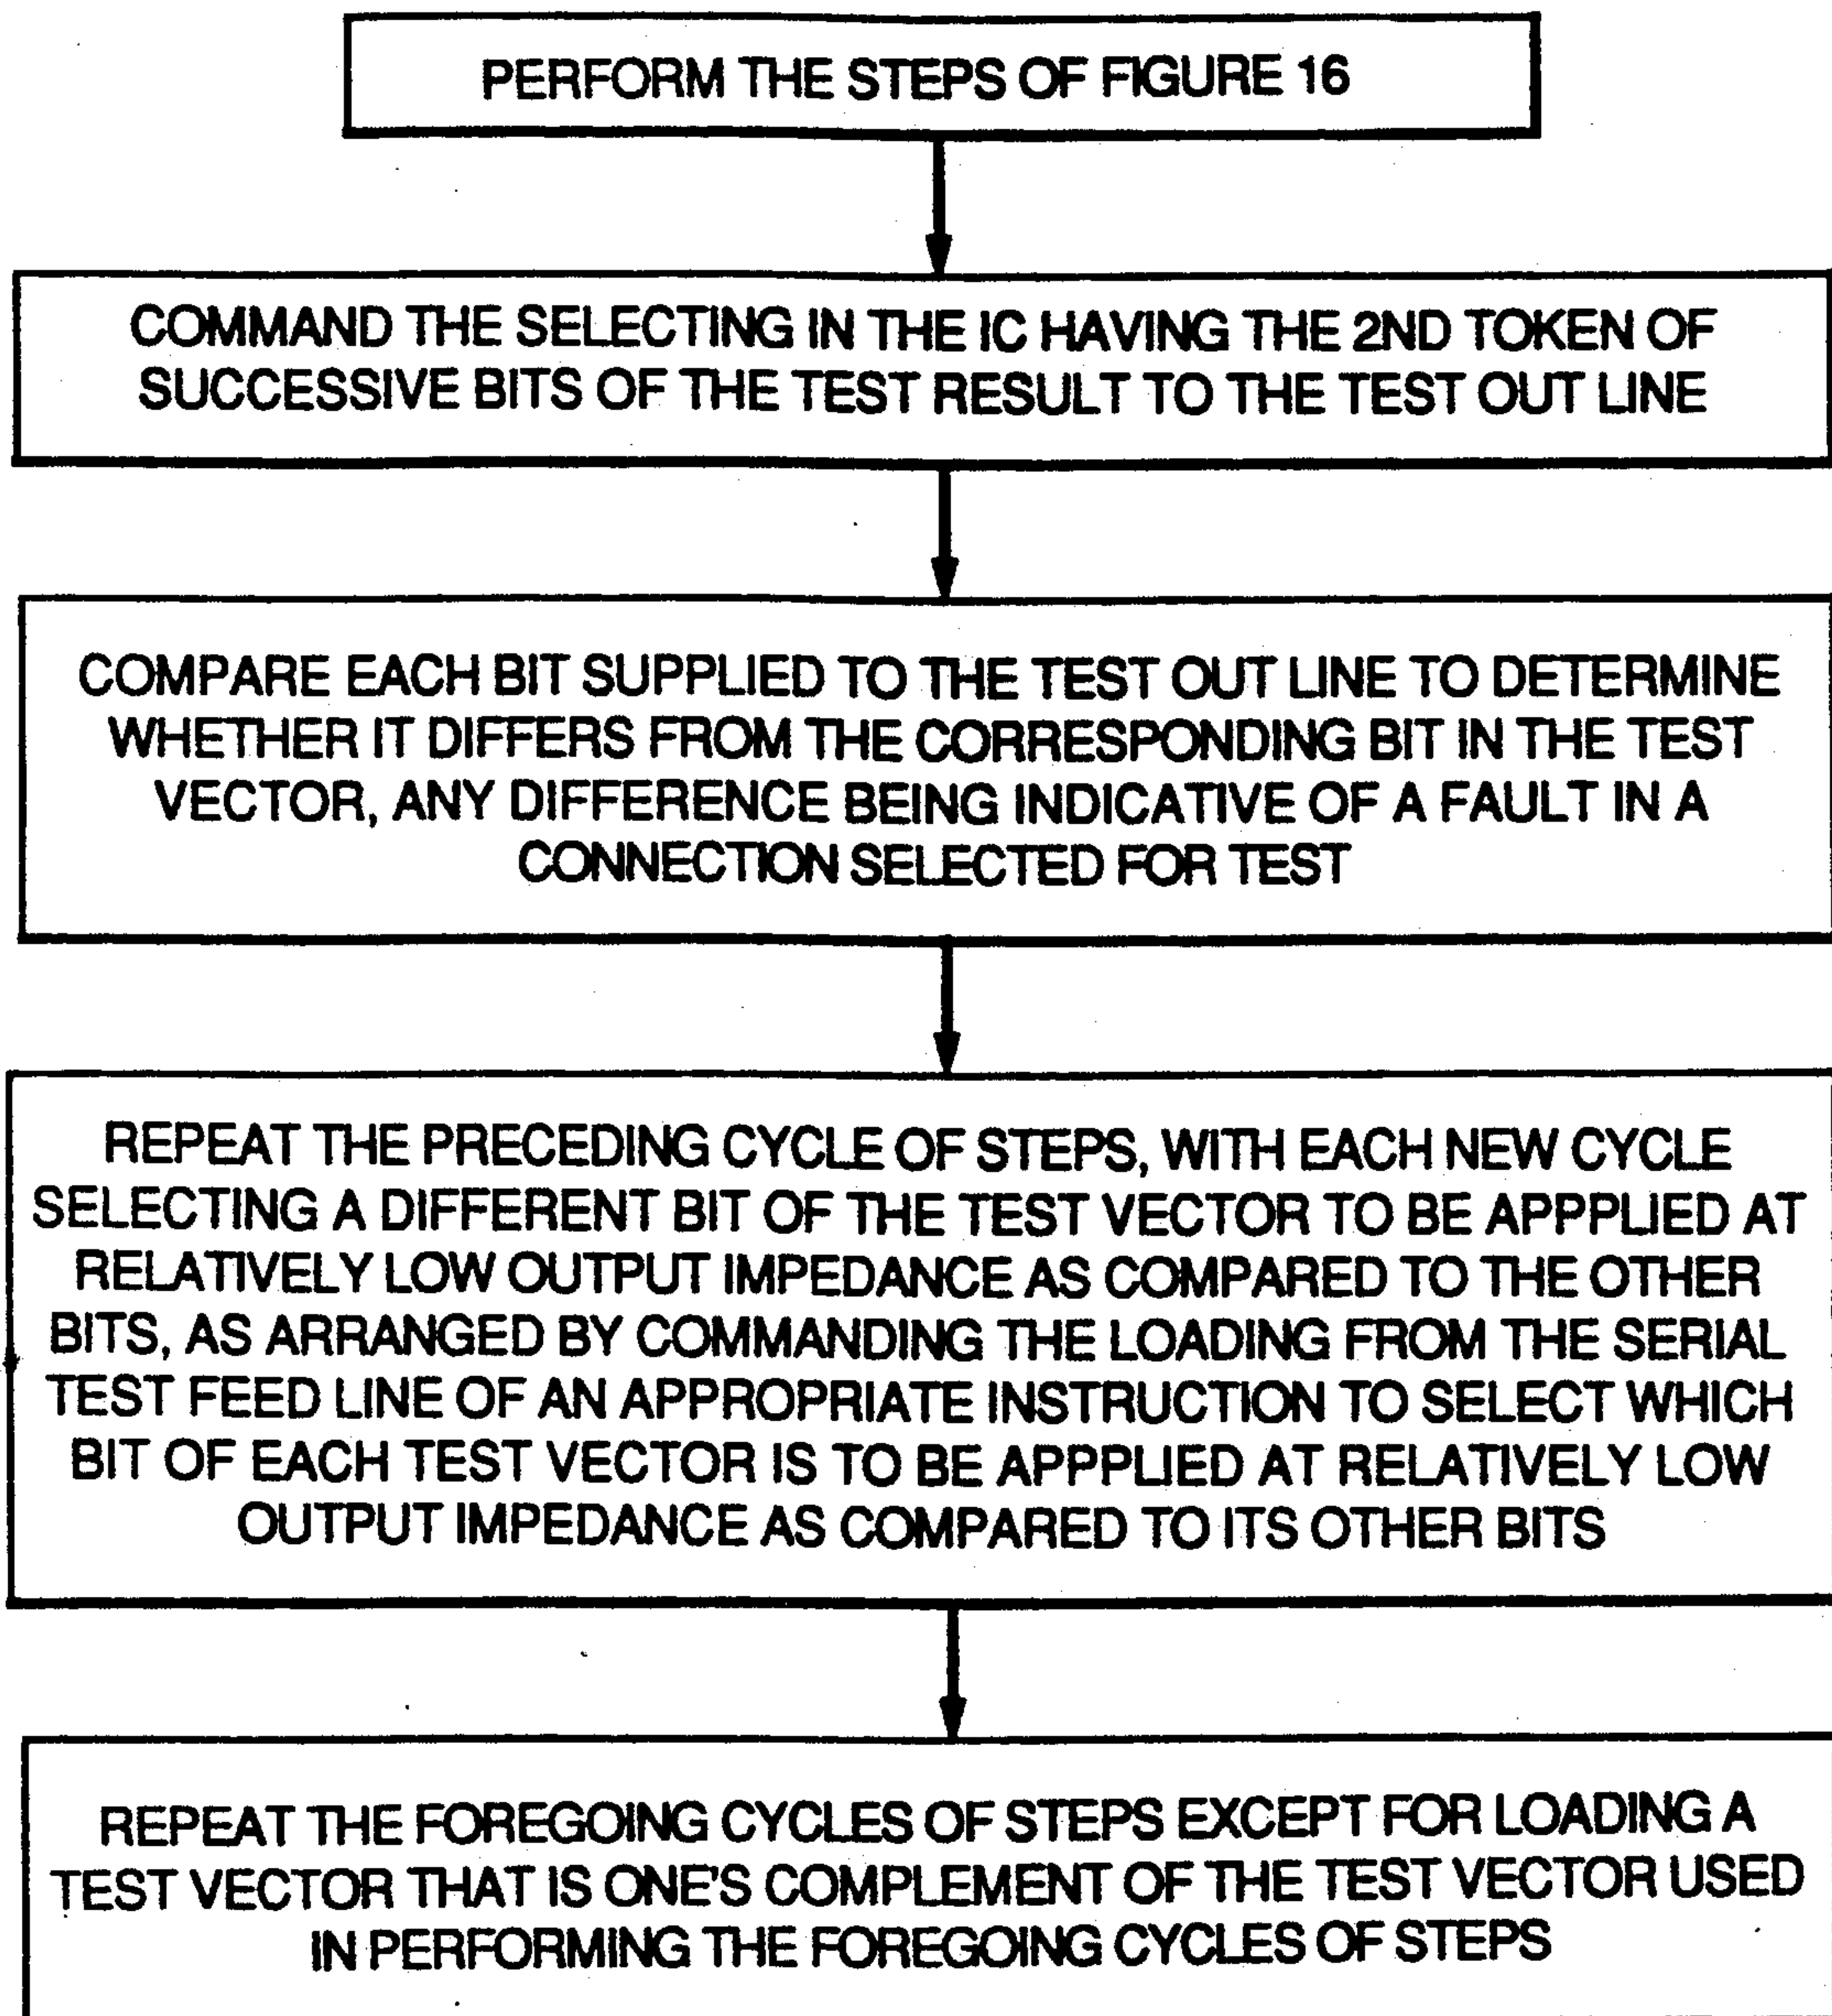 PERFORM THE STEPS OF FIGURE 16
COMMAND THE SELECTING IN THE IC HAVING THE 2ND TOKEN OF
SUCCESSIVE BITS OF THE TEST RESULT TO THE TEST OUT LINE
COMPARE EACH BIT SUPPLIED TO THE TEST OUT LINE TO DETERMINE
WHETHER IT DIFFERS FROM THE CORRESPONDING BIT IN THE TEST
VECTOR, ANY DIFFERENCE BEING INDICATIVE OF A FAULT IN A
CONNECTION SELECTED FOR TEST
REPEAT THE PRECEDING CYCLE OF STEPS, WITH EACH NEW CYCLE
SELECTING A DIFFERENT BIT OF THE TEST VECTOR TO BE APPPLIED AT
RELATIVELY LOW OUTPUT IMPEDANCE AS COMPARED TO THE OTHER
BITS, AS ARRANGED BY COMMANDING THE LOADING FROM THE SERIAL
TEST FEED LINE OF AN APPROPRIATE INSTRUCTION TO SELECT WHICH
BIT OF EACH TEST VECTOR IS TO BE APPPLIED AT RELATIVELY LOW
OUTPUT IMPEDANCE AS COMPARED TO ITS OTHER BITS
REPEAT THE FOREGOING CYCLES OF STEPS EXCEPT FOR LOADING A
TEST VECTOR THAT IS ONE'S COMPLEMENT OF THE TEST VECTOR USED
IN PERFORMING THE FOREGOING CYCLES OF STEPS